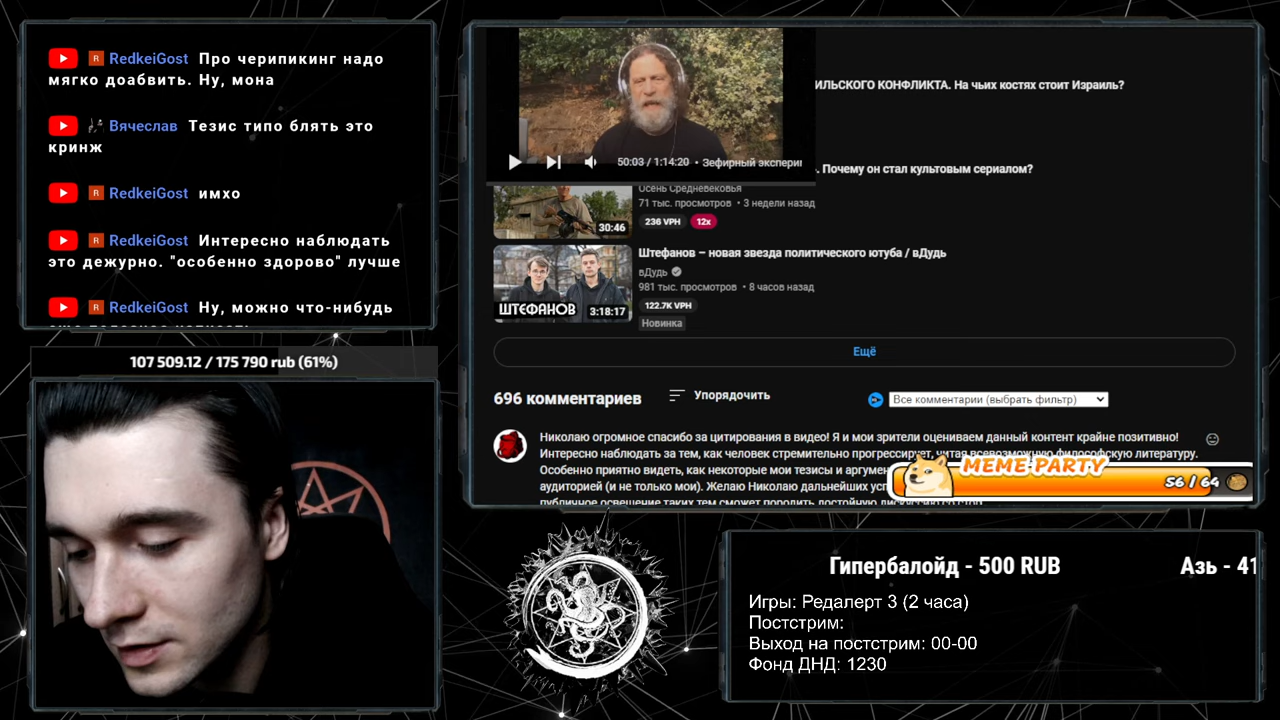 RedkeiGost Про черипикинг надо
мягко доабвить. Ну, мона
Вячеслав Тезис типо блять это
кринж
RedkeiGost имхо
RedkeiGost Интересно наблюдать
это дежурно. "особенно здорово" лучше
RedkeiGost Ну, можно что-нибудь
107 509.12 / 175 790 rub (61%)
ИЛЬСКОГО КОНФЛИКТА. На чьих костях стоит Израиль?
50:03 / 1:14:20 • Зефирный
. Почему он стал культовым сериалом?
Осень Средневековья
71 тыс. просмотров • 3 недели назад
236 VPH 12x
30:46
Штефанов – новая звезда политического ютуба / вДудь
вДудь
981 тыс. просмотров • 8 часов назад
122.7K VPH
Новинка
ШТЕФАНОВ 3:18:17
Ещё
696 комментариев
Упорядочить
Все комментарии (выбрать фильтр)
Николаю огромное спасибо за цитирования в видео! Я и мои зрители оцениваем данный контент крайне позитивно!
Интересно наблюдать за тем, как человек стремительно прогрессирует, читая всевозможную философскую литературу.
Особенно приятно видеть, как некоторые мои тезисы и
аудиторией (и не только мои). Желаю Николаю дальнейших
публичное освещение таких тем сможет породить достойную
MEME PARTY
56 / 64
Гипербалойд - 500 RUB
Азь - 41
Игры: Редалерт 3 (2 часа)
Постстрим:
Выход на постстрим: 00-00
Фонд ДНД: 1230